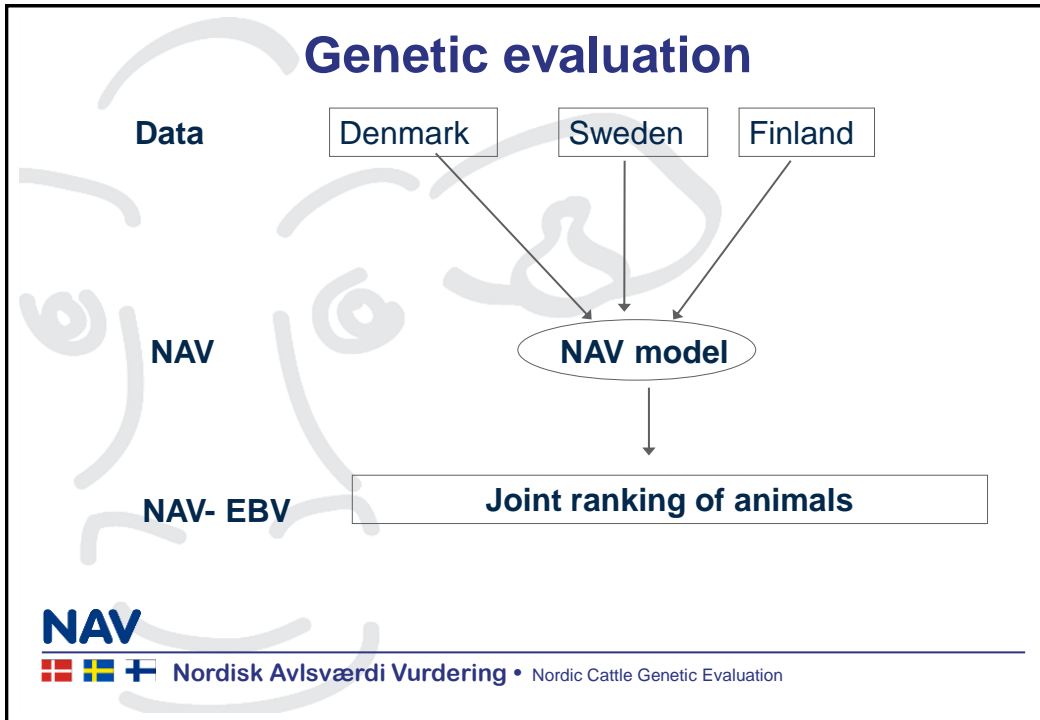 Genetic evaluation
Data Denmark Sweden Finland
NAV NAV model
NAV- EBV Joint ranking of animals
NAV
Nordisk Avlsværdi Vurdering • Nordic Cattle Genetic Evaluation